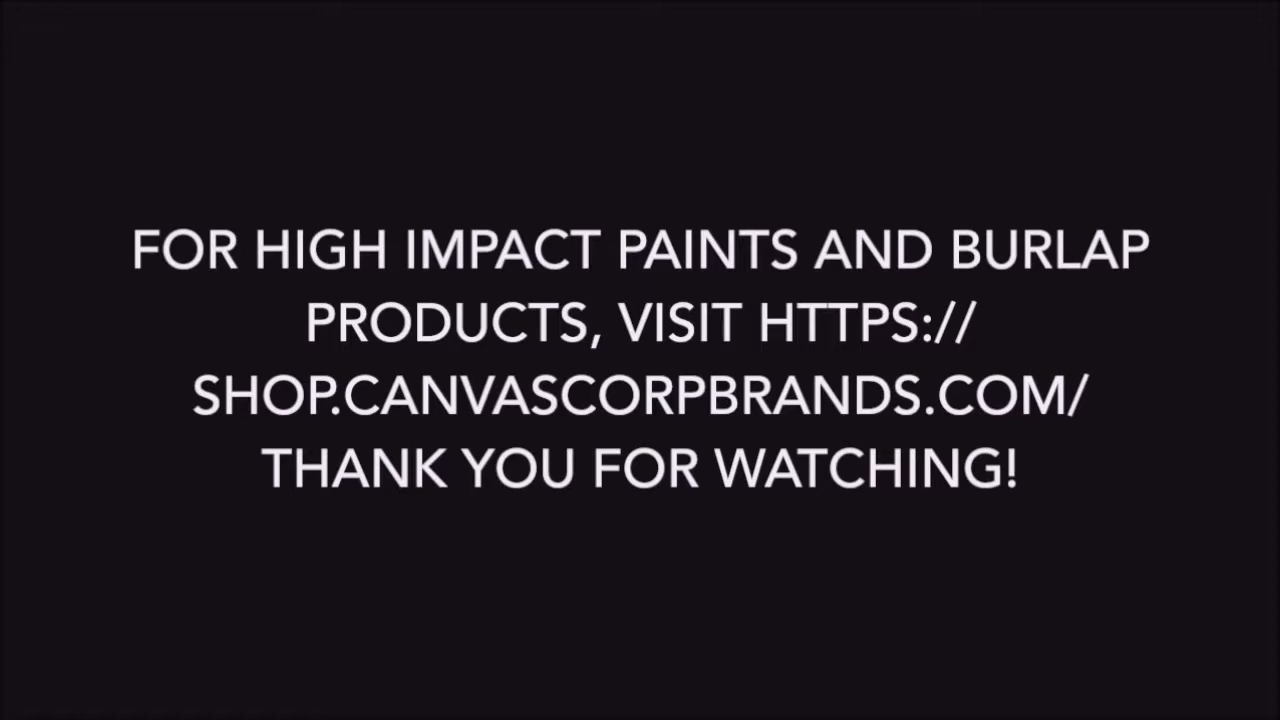 FOR HIGH IMPACT PAINTS AND BURLAP
PRODUCTS, VISIT HTTPS://
SHOP.CANVASCORPBRANDS.COM/
THANK YOU FOR WATCHING!